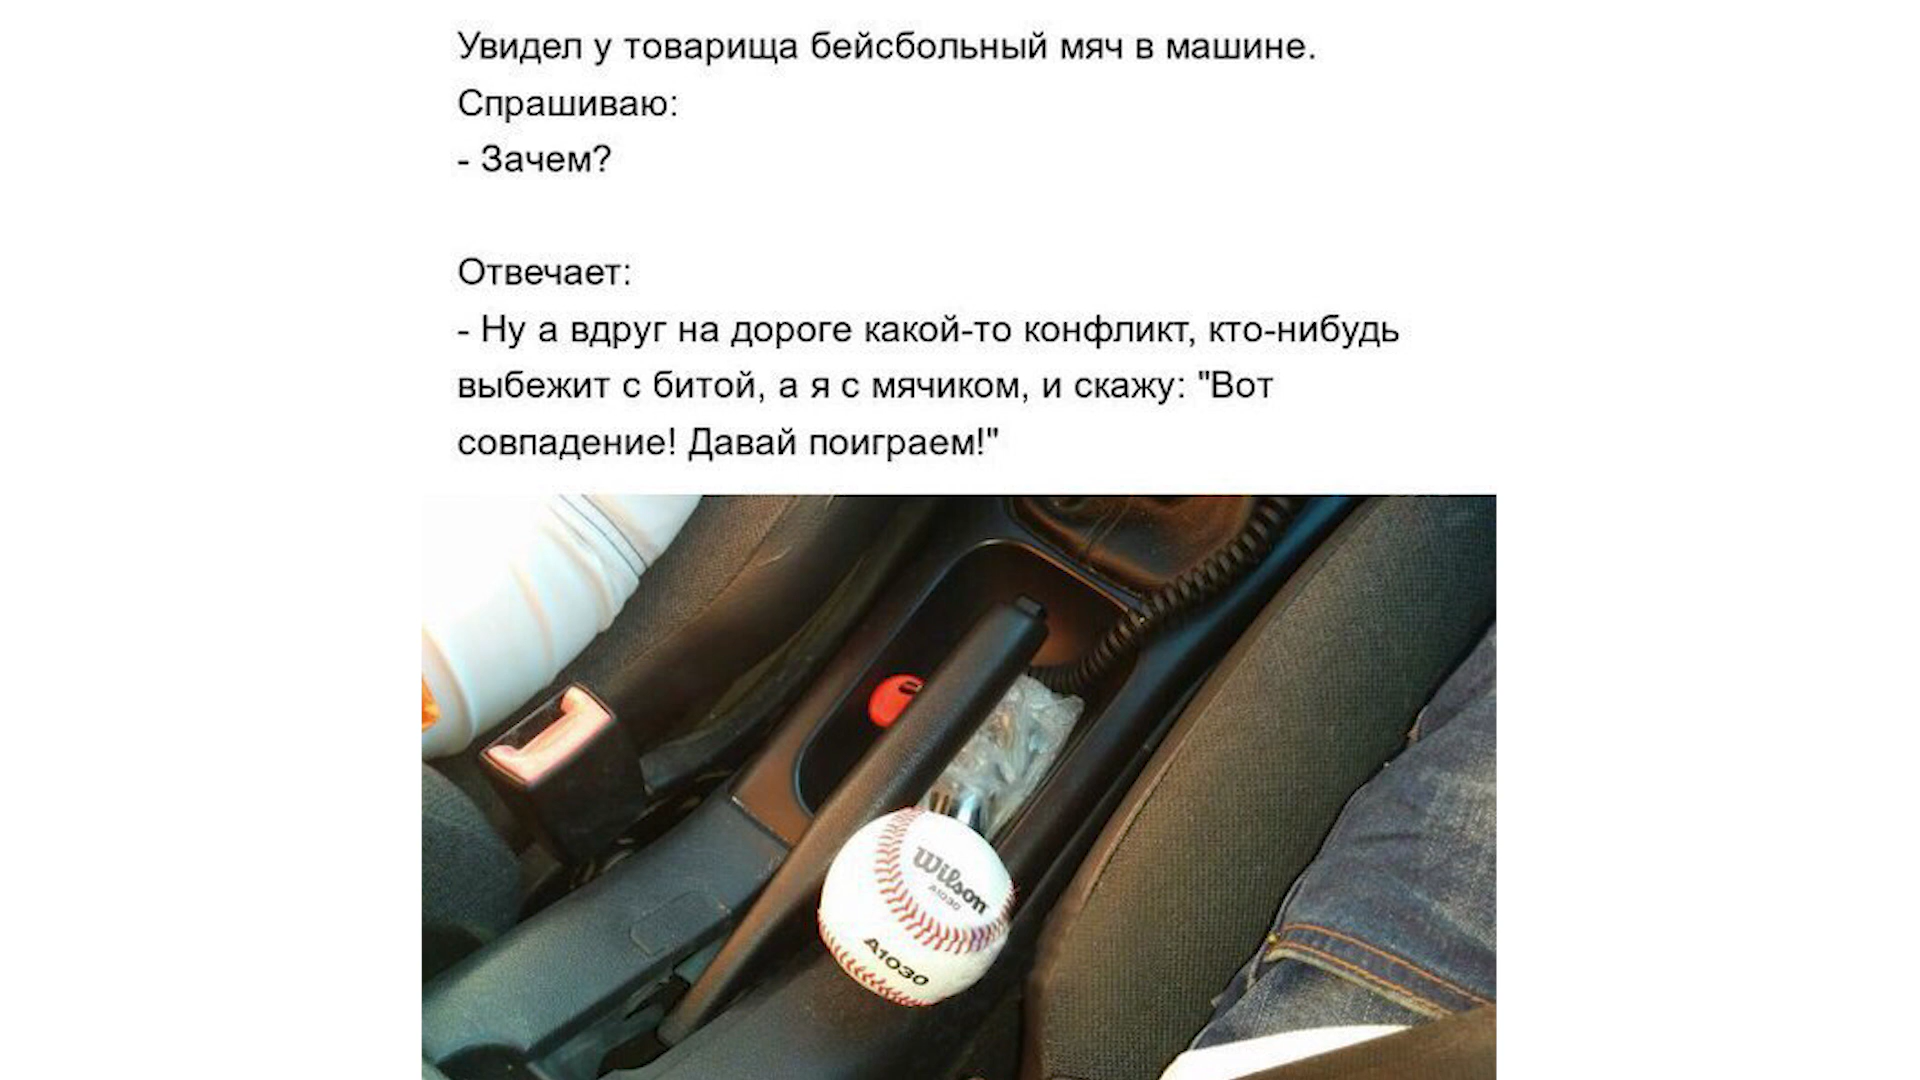 Увидел у товарища бейсбольный мяч в машине.
Спрашиваю:
- Зачем?
Отвечает:
- Ну а вдруг на дороге какой-то конфликт, кто-нибудь
выбежит с битой, а я с мячиком, и скажу: "Вот
совпадение! Давай поиграем!"
Wilson
A1030
A1030